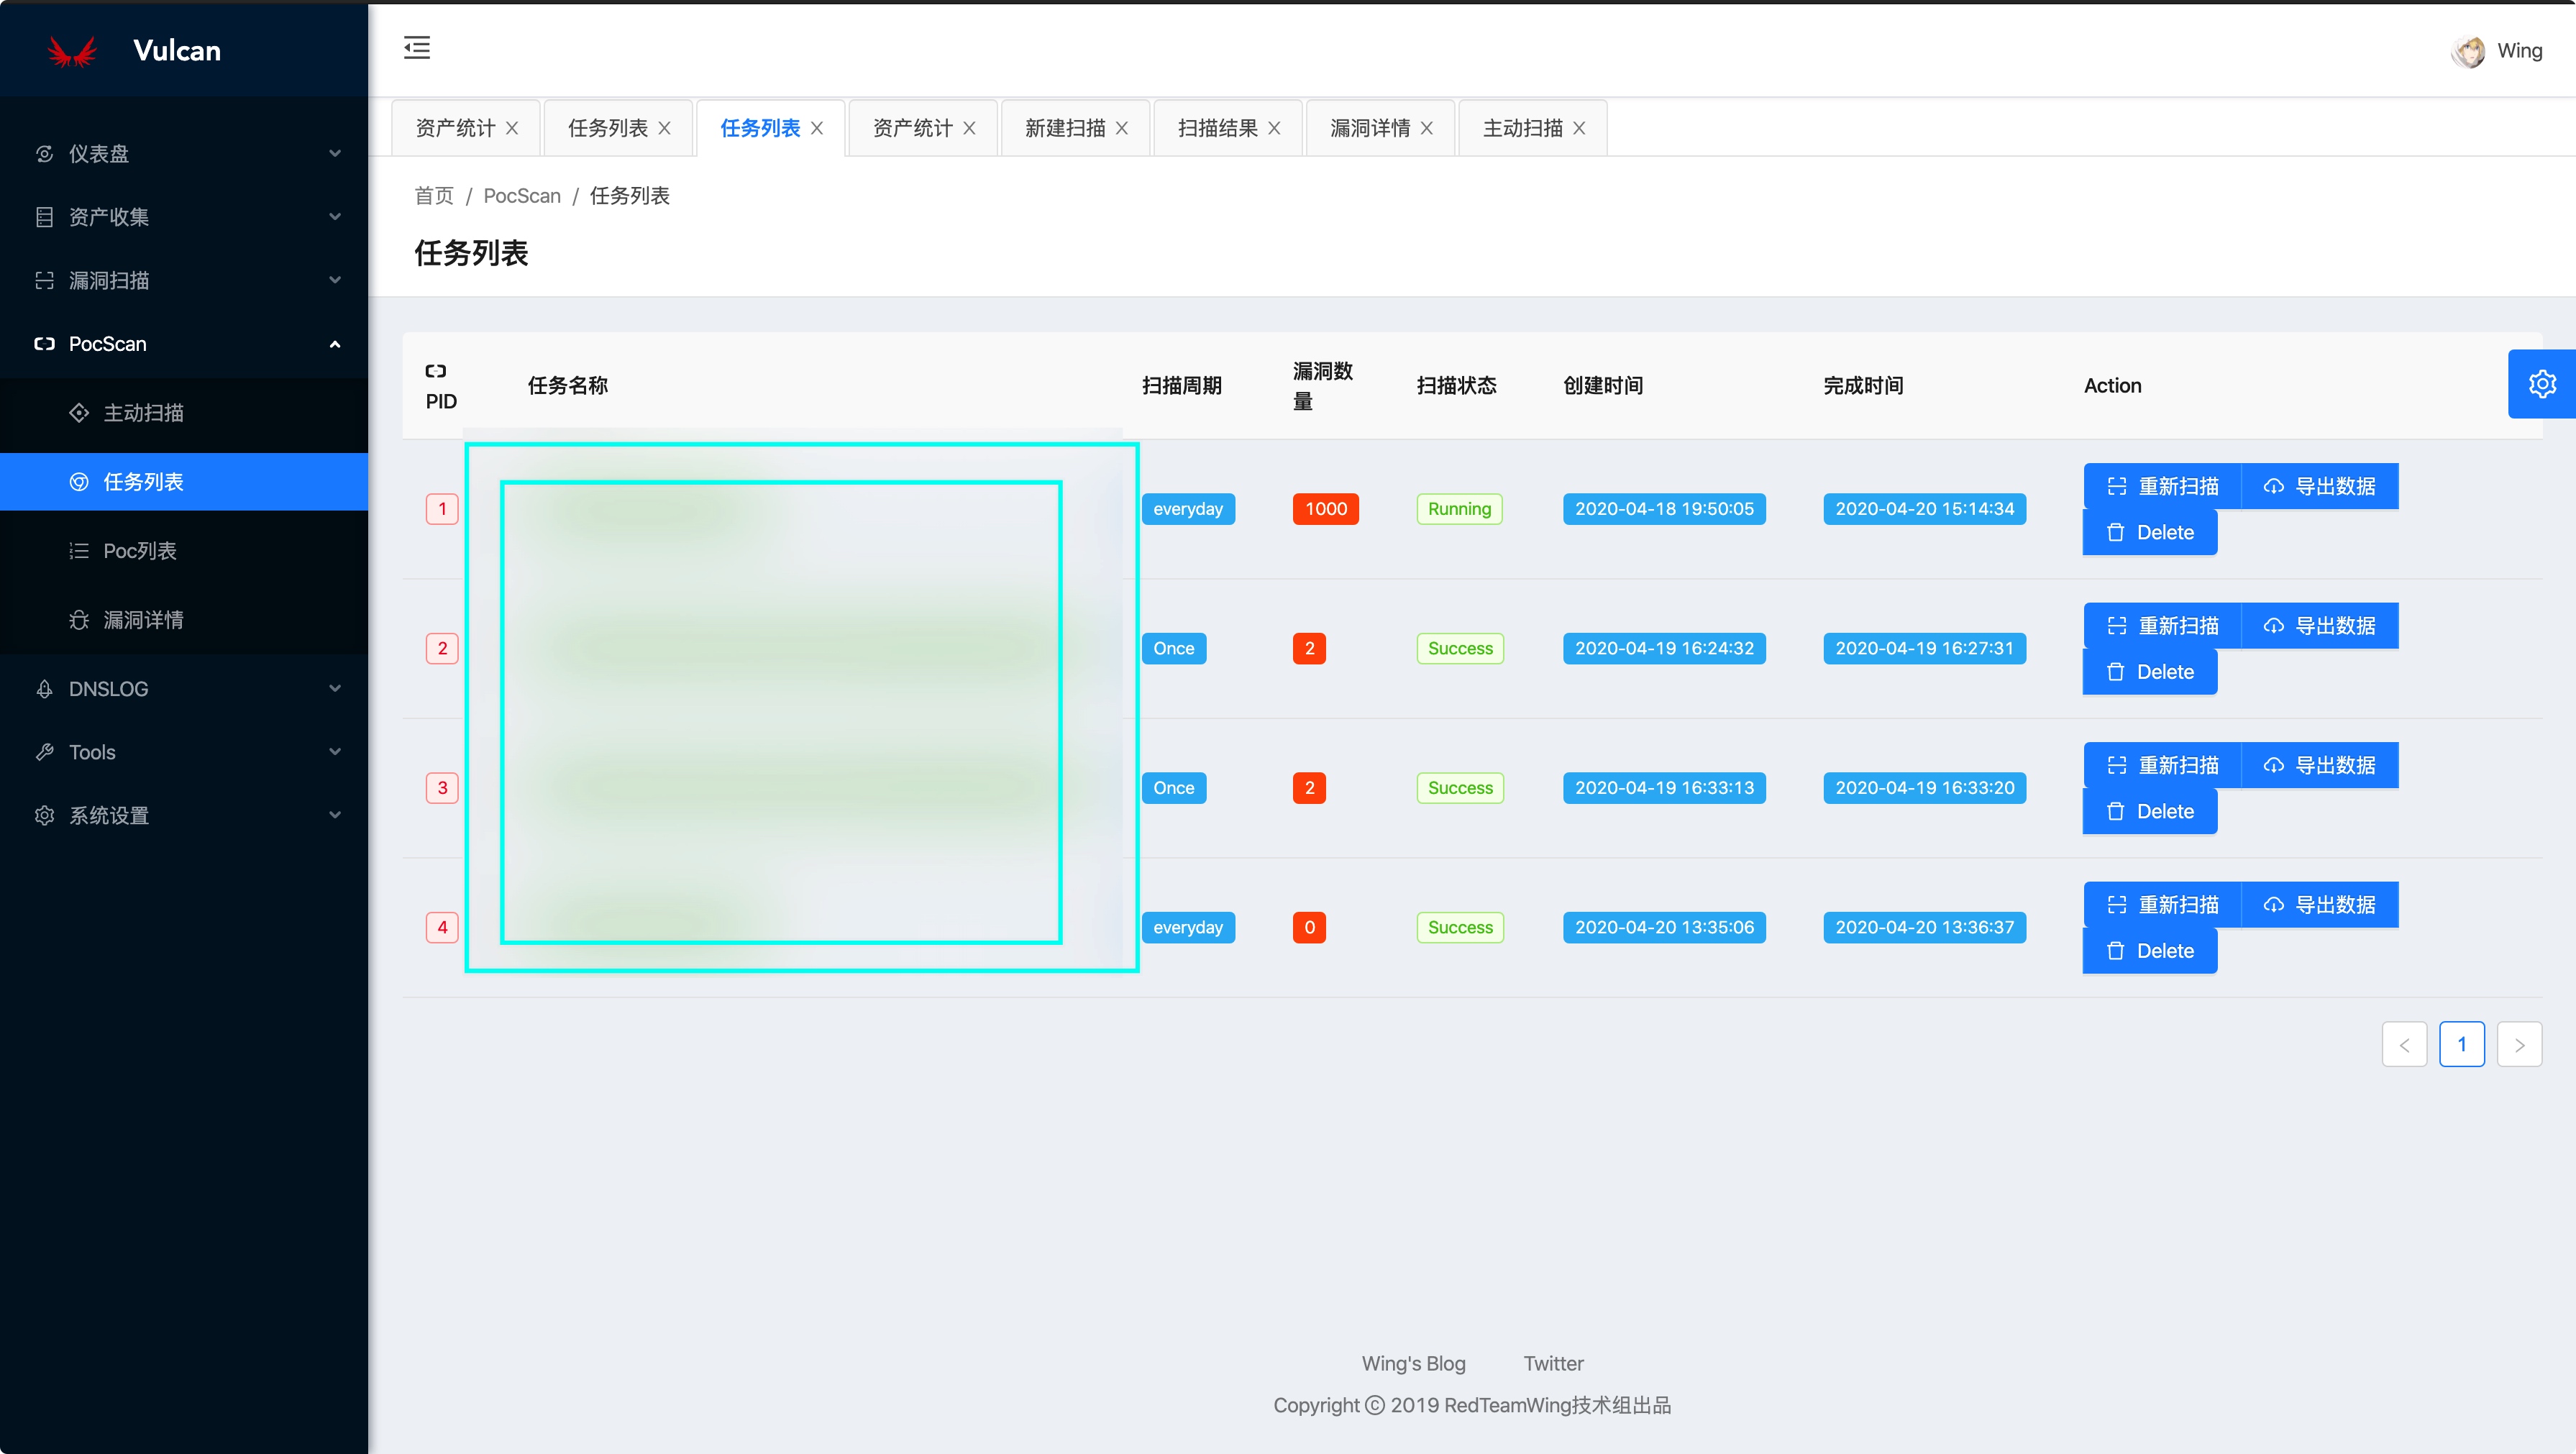 Vulcan
Wing
仪表盘
资产收集
漏洞扫描
PocScan
主动扫描
任务列表
Poc列表
漏洞详情
DNSLOG
Tools
系统设置
资产统计 任务列表 任务列表 资产统计 新建扫描 扫描结果 漏洞详情 主动扫描
首页 / PocScan / 任务列表
任务列表
PID 任务名称 扫描周期 漏洞数量 扫描状态 创建时间 完成时间 Action
1 everyday 1000 Running 2020-04-18 19:50:05 2020-04-20 15:14:34 重新扫描 导出数据
Delete
2 Once 2 Success 2020-04-19 16:24:32 2020-04-19 16:27:31 重新扫描 导出数据
Delete
3 Once 2 Success 2020-04-19 16:33:13 2020-04-19 16:33:20 重新扫描 导出数据
Delete
4 everyday 0 Success 2020-04-20 13:35:06 2020-04-20 13:36:37 重新扫描 导出数据
Delete
< 1 >
Wing's Blog Twitter
Copyright © 2019 RedTeamWing技术组出品